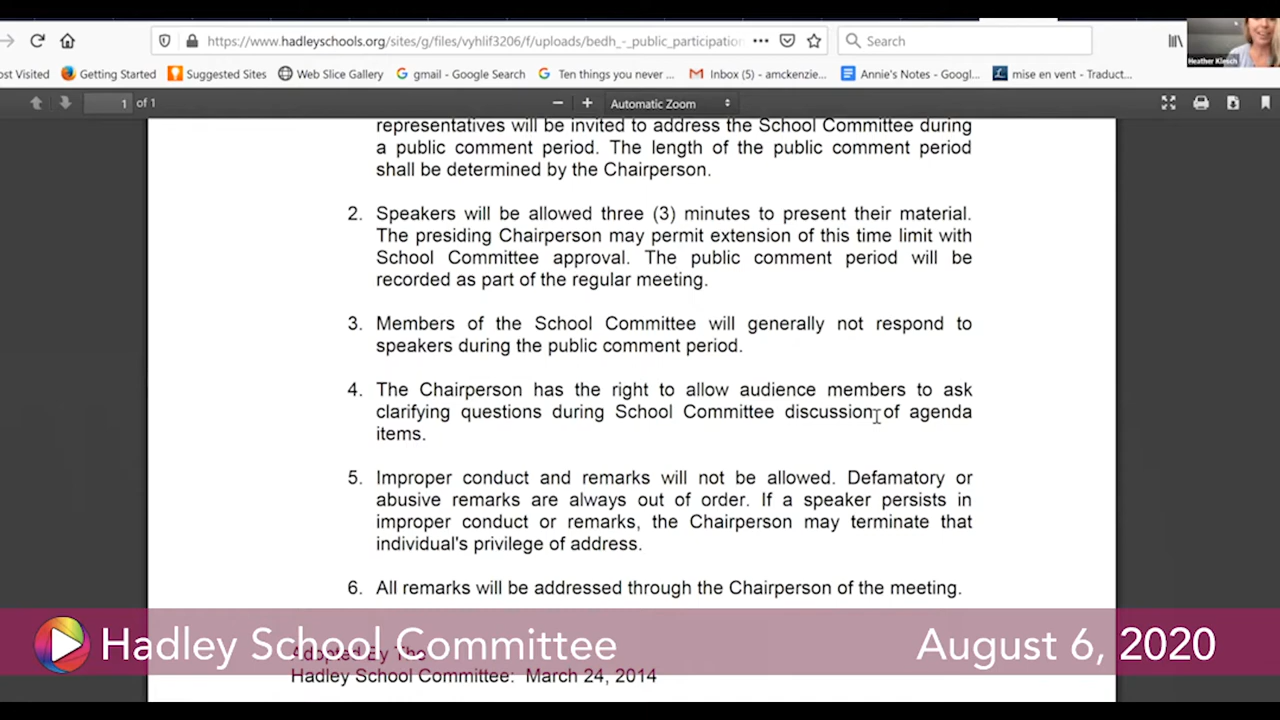 https://www.hadleyschools.org/sites/g/files/vyhlif3206/f/uploads/bedh_-_public_participation
Search
Heather Klesch
ost Visited
Getting Started
Suggested Sites
Web Slice Gallery
gmail - Google Search
Ten things you never ...
Inbox (5) - amckenzie...
Annie's Notes - Googl...
mise en vent - Traduct...
1 of 1
Automatic Zoom
representatives will be invited to address the School Committee during
a public comment period. The length of the public comment period
shall be determined by the Chairperson.
2. Speakers will be allowed three (3) minutes to present their material.
The presiding Chairperson may permit extension of this time limit with
School Committee approval. The public comment period will be
recorded as part of the regular meeting.
3. Members of the School Committee will generally not respond to
speakers during the public comment period.
4. The Chairperson has the right to allow audience members to ask
clarifying questions during School Committee discussion of agenda
items.
5. Improper conduct and remarks will not be allowed. Defamatory or
abusive remarks are always out of order. If a speaker persists in
improper conduct or remarks, the Chairperson may terminate that
individual's privilege of address.
6. All remarks will be addressed through the Chairperson of the meeting.
Hadley School Committee
August 6, 2020
Adopted By The
Hadley School Committee: March 24, 2014